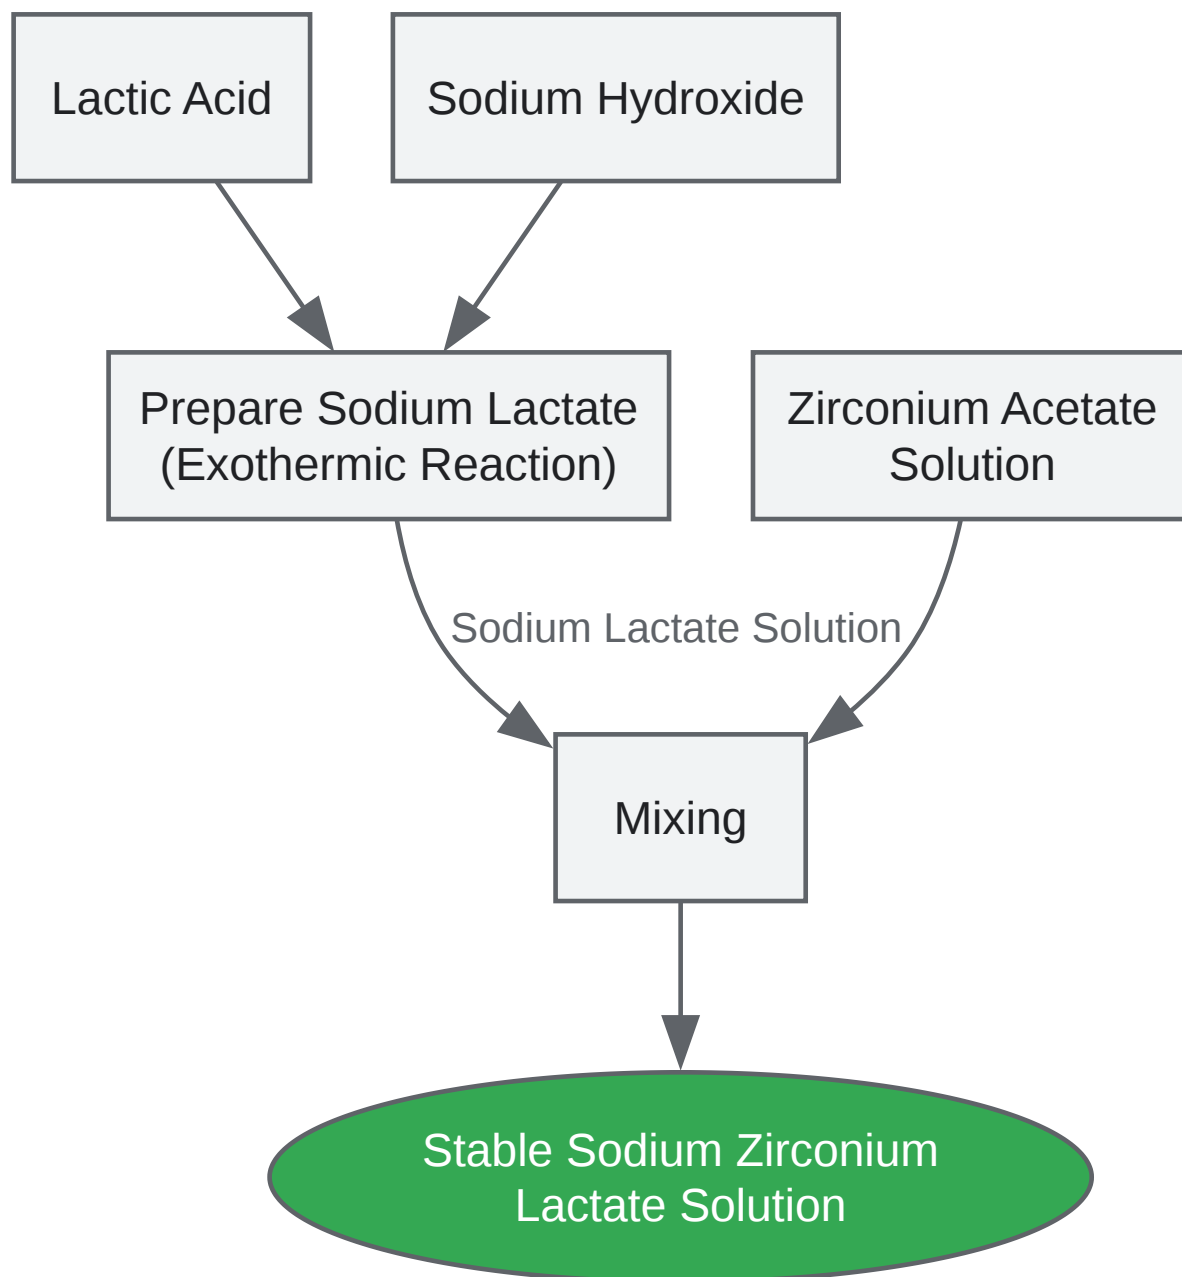 Lactic Acid
Sodium Hydroxide
Prepare Sodium Lactate
(Exothermic Reaction)
Zirconium Acetate
Solution
Sodium Lactate Solution
Mixing
Stable Sodium Zirconium
Lactate Solution